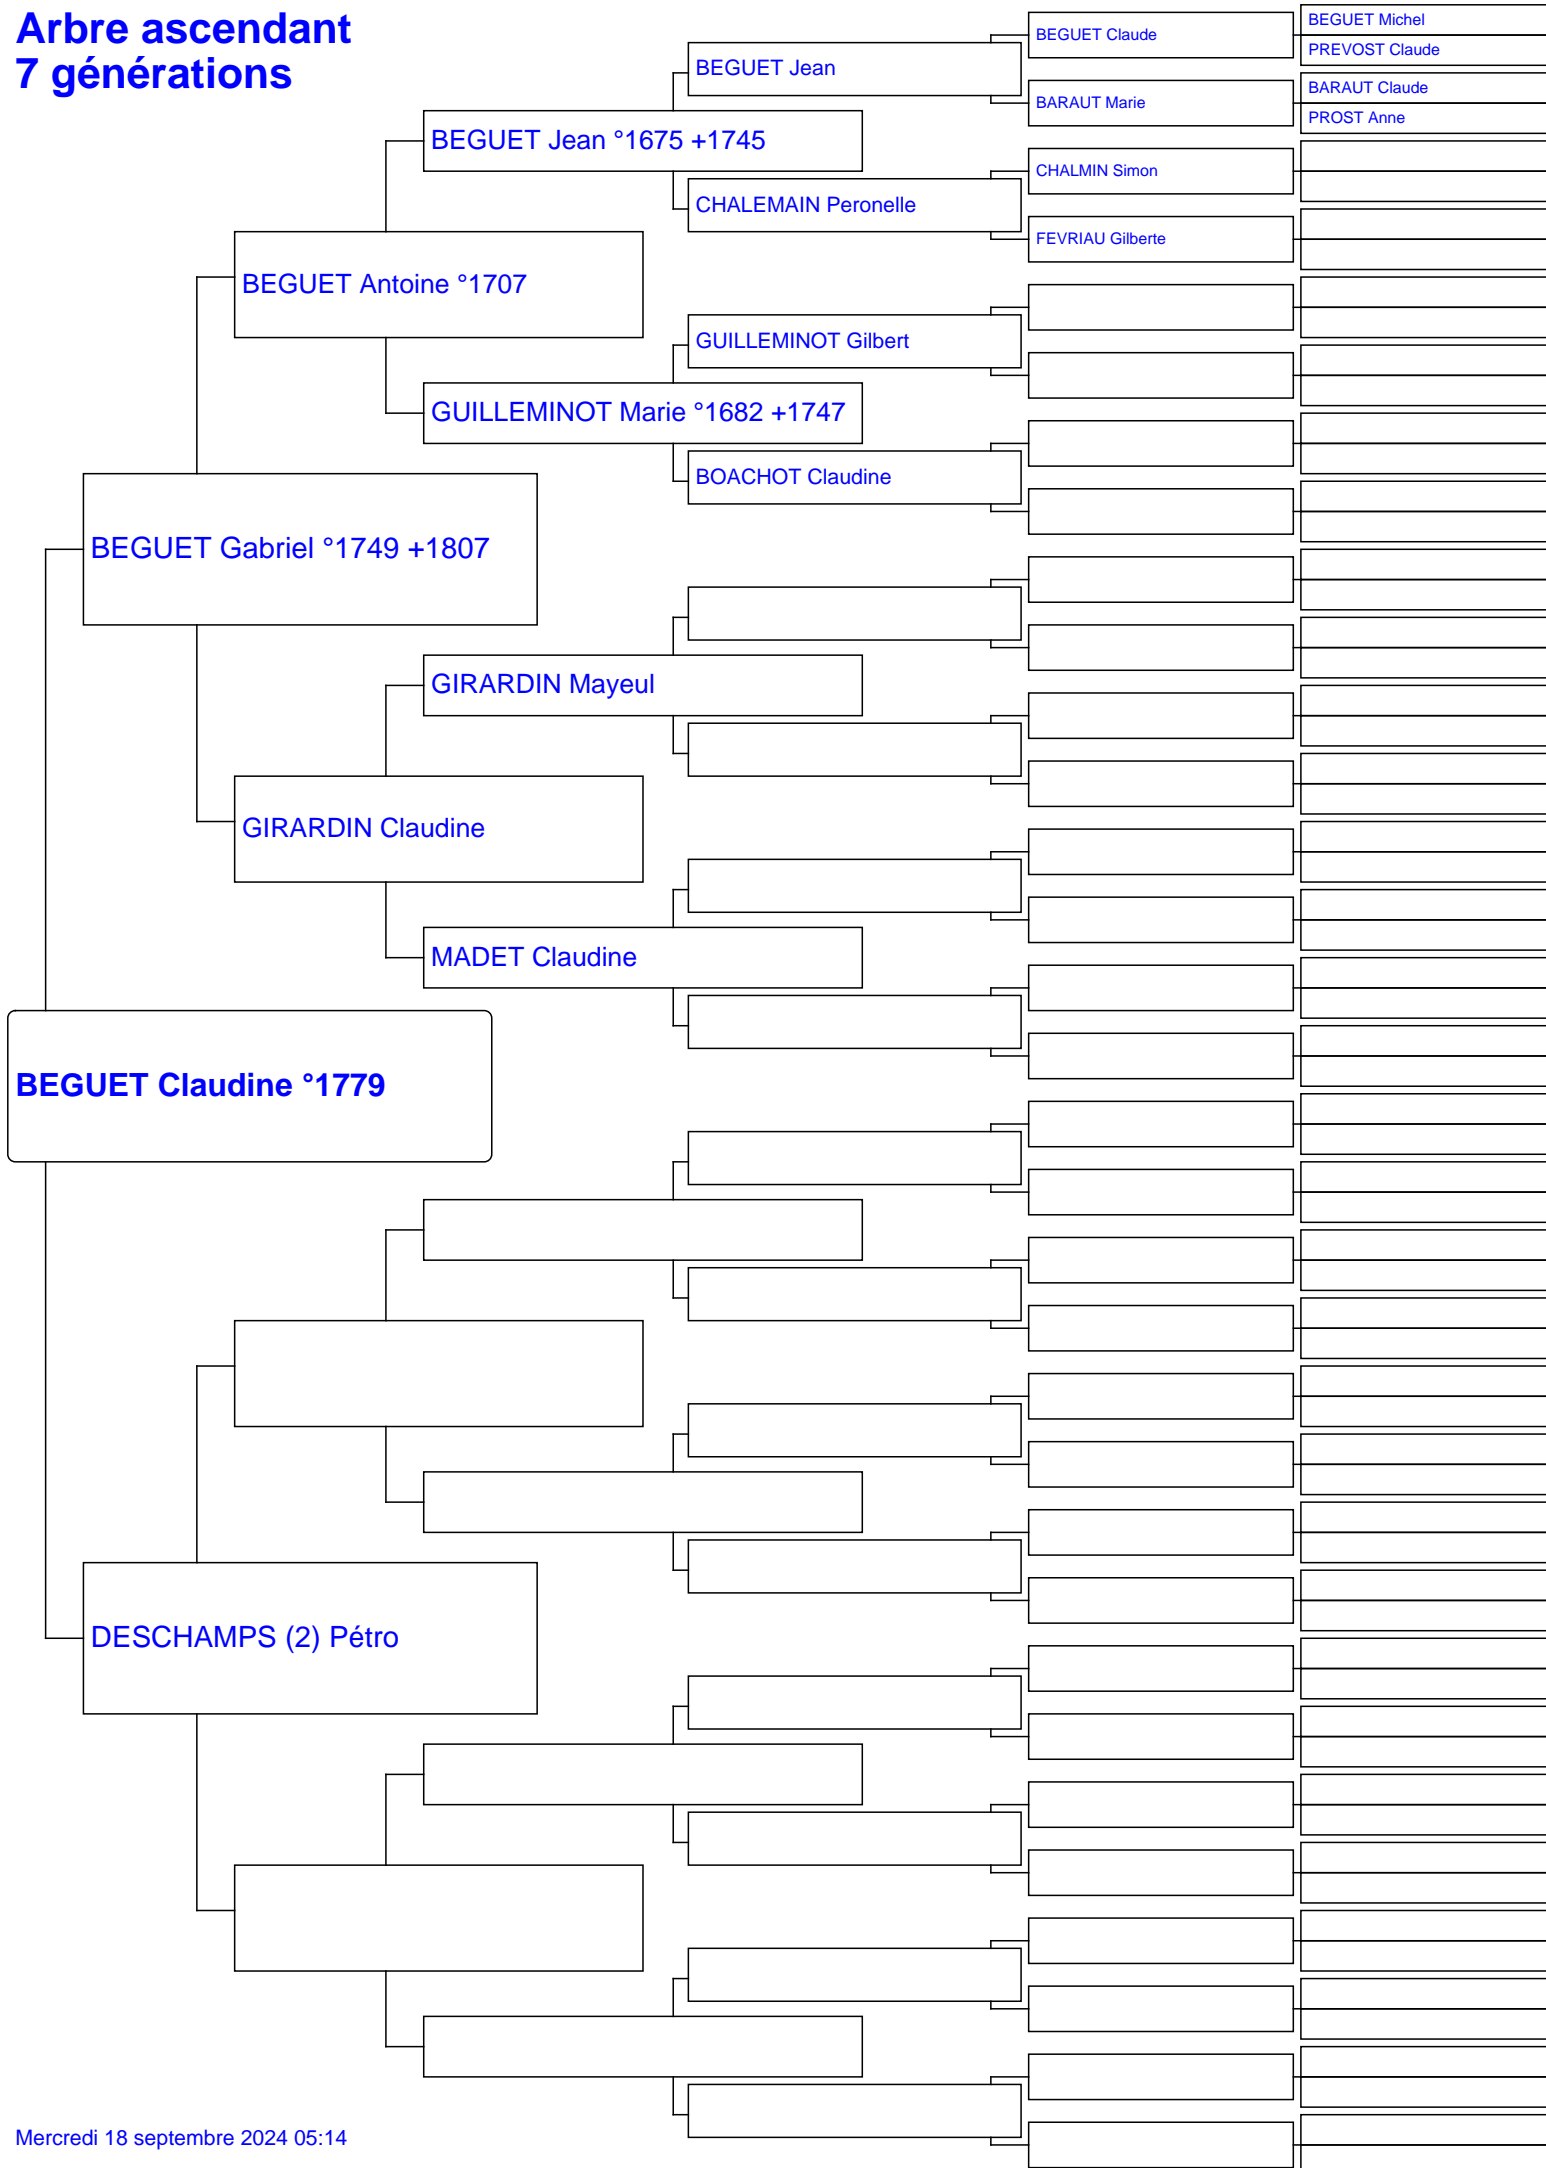 Arbre ascendant
7 générations
BEGUET Michel
BEGUET Claude
PREVOST Claude
BEGUET Jean
BARAUT Claude
BARAUT Marie
PROST Anne
BEGUET Jean °1675 +1745
CHALMIN Simon
CHALEMAIN Peronelle
FEVRIAU Gilberte
BEGUET Antoine °1707
GUILLEMINOT Gilbert
GUILLEMINOT Marie °1682 +1747
BOACHOT Claudine
BEGUET Gabriel °1749 +1807
GIRARDIN Mayeul
GIRARDIN Claudine
MADET Claudine
BEGUET Claudine °1779
DESCHAMPS (2) Pétro
Mercredi 18 septembre 2024 05:14